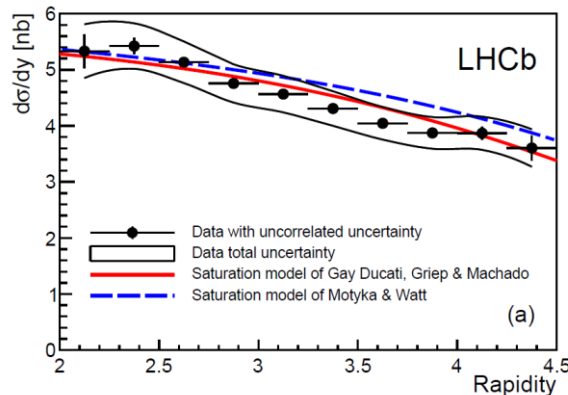 dσ/dy [nb]
6
5
4
3
2
1
0
LHCb
Data with uncorrelated uncertainty
Data total uncertainty
Saturation model of Gay Ducati, Griep & Machado
Saturation model of Motyka & Watt
(a)
2 2.5 3 3.5 4 4.5
Rapidity